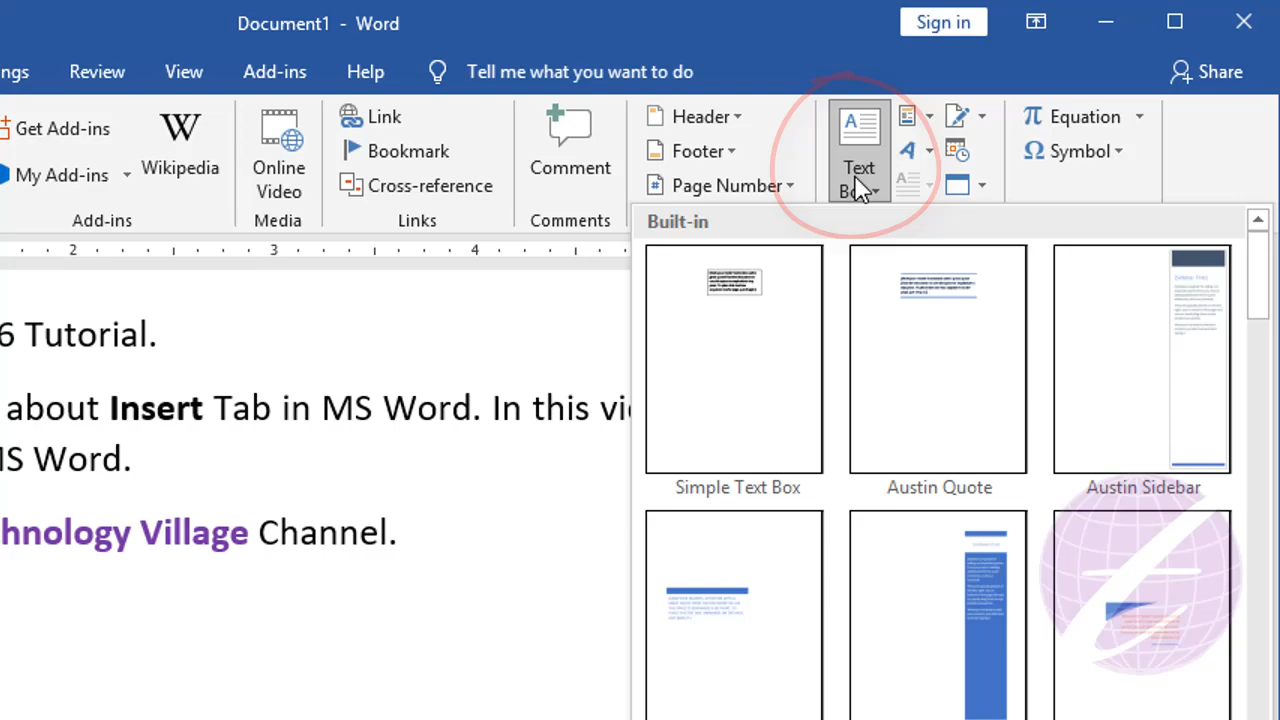 Document1 - Word
Sign in
ngs Review View Add-ins Help Tell me what you want to do Share
Get Add-ins
My Add-ins
Wikipedia
Add-ins
Online
Video
Media
Link
Bookmark
Cross-reference
Links
Comment
Comments
Header
Footer
Page Number
Text
Box
Equation
Symbol
2 3 4
Built-in
Simple Text Box
Austin Quote
Austin Sidebar
6 Tutorial.
about Insert Tab in MS Word. In this vi
MS Word.
chnology Village Channel.